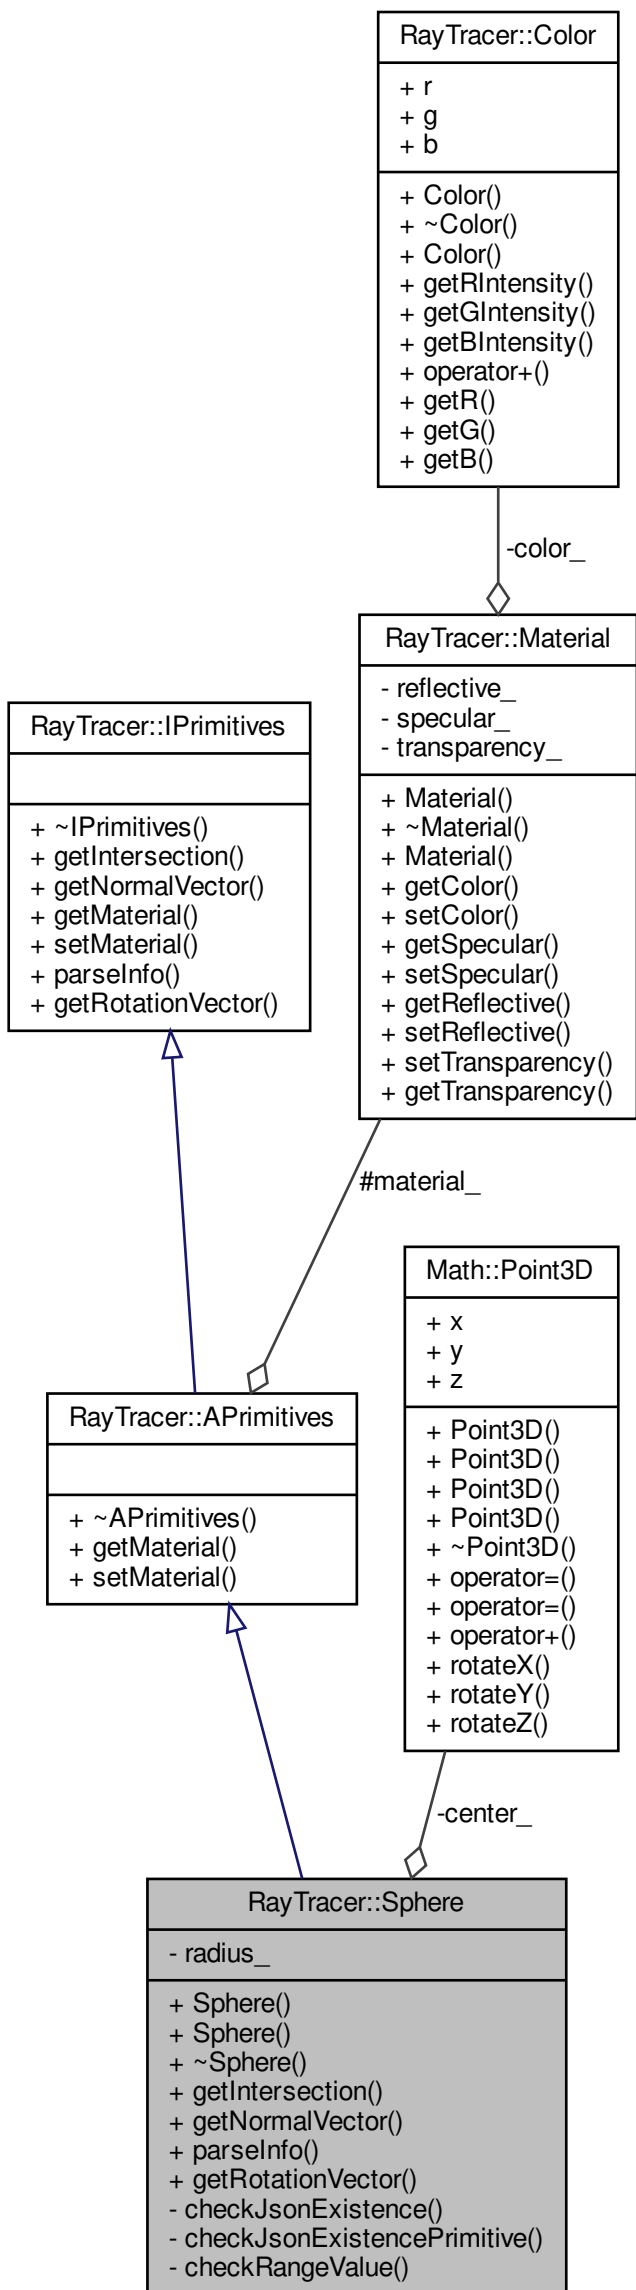 RayTracer::Color
+ r
+ g
+ b
+ Color()
+ ~Color()
+ Color()
+ getRIntensity()
+ getGIntensity()
+ getBIntensity()
+ operator+()
+ getR()
+ getG()
+ getB()
-color_
RayTracer::Material
- reflective_
- specular_
- transparency_
+ Material()
+ ~Material()
+ Material()
+ getColor()
+ setColor()
+ getSpecular()
+ setSpecular()
+ getReflective()
+ setReflective()
+ setTransparency()
+ getTransparency()
RayTracer::IPrimitives
+ ~IPrimitives()
+ getIntersection()
+ getNormalVector()
+ getMaterial()
+ setMaterial()
+ parseInfo()
+ getRotationVector()
#material_
Math::Point3D
+ x
+ y
+ z
+ Point3D()
+ Point3D()
+ Point3D()
+ Point3D()
+ ~Point3D()
+ operator=()
+ operator=()
+ operator+()
+ rotateX()
+ rotateY()
+ rotateZ()
RayTracer::APrimitives
+ ~APrimitives()
+ getMaterial()
+ setMaterial()
-center_
RayTracer::Sphere
- radius_
+ Sphere()
+ Sphere()
+ ~Sphere()
+ getIntersection()
+ getNormalVector()
+ parseInfo()
+ getRotationVector()
- checkJsonExistence()
- checkJsonExistencePrimitive()
- checkRangeValue()